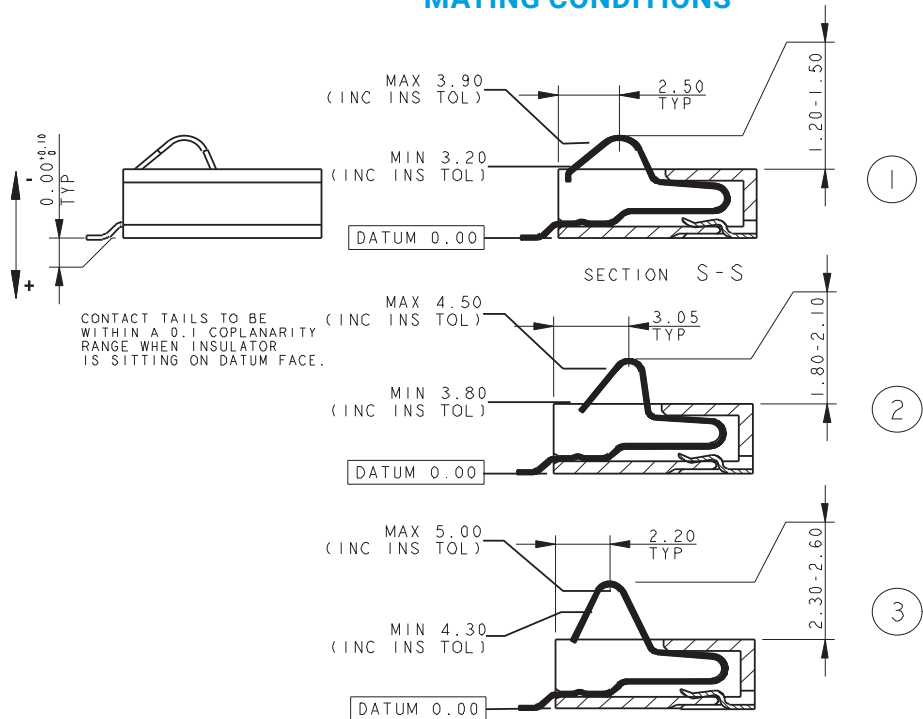 MATING CONDITIONS
MAX 3.90
(INC INS TOL)
2.50
TYP
1.20-1.50
1
MIN 3.20
(INC INS TOL)
-
0.00 +0.10 0
TYP
+
DATUM 0.00
SECTION S-S
CONTACT TAILS TO BE
WITHIN A 0.1 COPLANARITY
RANGE WHEN INSULATOR
IS SITTING ON DATUM FACE.
MAX 4.50
(INC INS TOL)
3.05
TYP
1.80-2.10
2
MIN 3.80
(INC INS TOL)
DATUM 0.00
MAX 5.00
(INC INS TOL)
2.20
TYP
2.30-2.60
3
MIN 4.30
(INC INS TOL)
DATUM 0.00